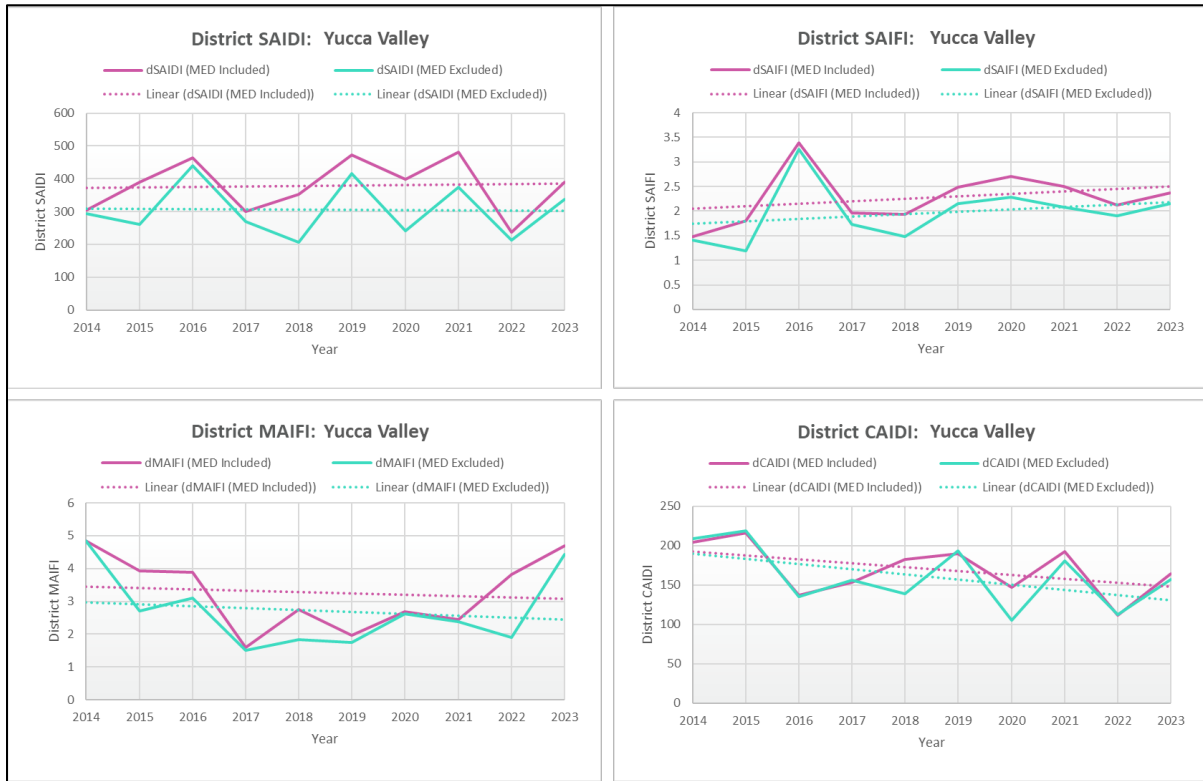 District SAIDI: Yucca Valley
dSAIDI (MED Included)
dSAIDI (MED Excluded)
Linear (dSAIDI (MED Included))
Linear (dSAIDI (MED Excluded))
600
500
400
300
200
100
0
District SAIDI
2014 2015 2016 2017 2018 2019 2020 2021 2022 2023
Year
District SAIFI: Yucca Valley
dSAIFI (MED Included)
dSAIFI (MED Excluded)
Linear (dSAIFI (MED Included))
Linear (dSAIFI (MED Excluded))
4
3.5
3
2.5
2
1.5
1
0.5
0
District SAIFI
2014 2015 2016 2017 2018 2019 2020 2021 2022 2023
Year
District MAIFI: Yucca Valley
dMAIFI (MED Included)
dMAIFI (MED Excluded)
Linear (dMAIFI (MED Included))
Linear (dMAIFI (MED Excluded))
6
5
4
3
2
1
0
District MAIFI
2014 2015 2016 2017 2018 2019 2020 2021 2022 2023
Year
District CAIDI: Yucca Valley
dCAIDI (MED Included)
dCAIDI (MED Excluded)
Linear (dCAIDI (MED Included))
Linear (dCAIDI (MED Excluded))
250
200
150
100
50
0
District CAIDI
2014 2015 2016 2017 2018 2019 2020 2021 2022 2023
Year